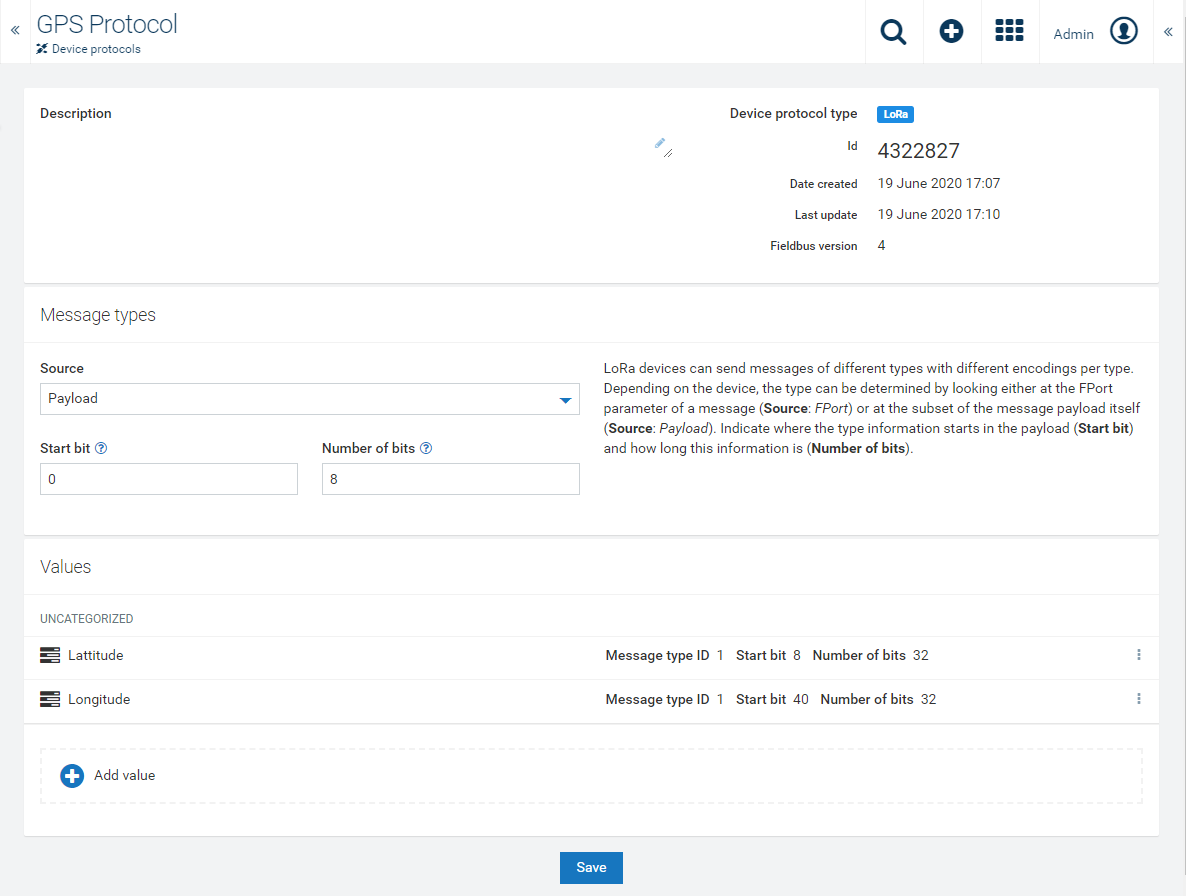 GPS Protocol
Device protocols
Admin
Description
Device protocol type LoRa
Id 4322827
Date created 19 June 2020 17:07
Last update 19 June 2020 17:10
Fieldbus version 4
Message types
Source
Payload
Start bit
Number of bits
0
8
LoRa devices can send messages of different types with different encodings per type.
Depending on the device, the type can be determined by looking either at the FPort
parameter of a message (Source: FPort) or at the subset of the message payload itself
(Source: Payload). Indicate where the type information starts in the payload (Start bit)
and how long this information is (Number of bits).
Values
UNCATEGORIZED
Lattitude Message type ID 1 Start bit 8 Number of bits 32
Longitude Message type ID 1 Start bit 40 Number of bits 32
Add value
Save